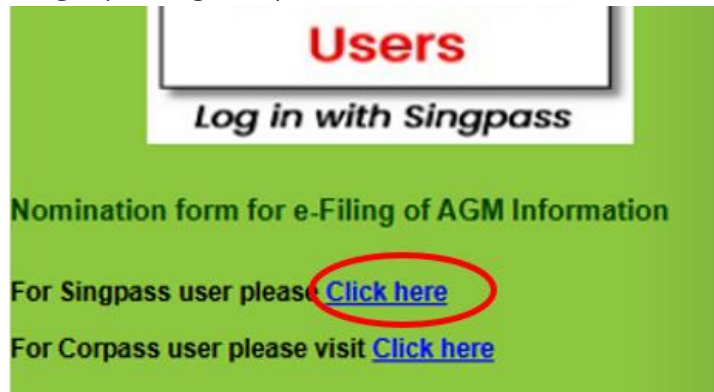 Users
Log in with Singpass
Nomination form for e-Filing of AGM Information
For Singpass user please Click here
For Corpass user please visit Click here